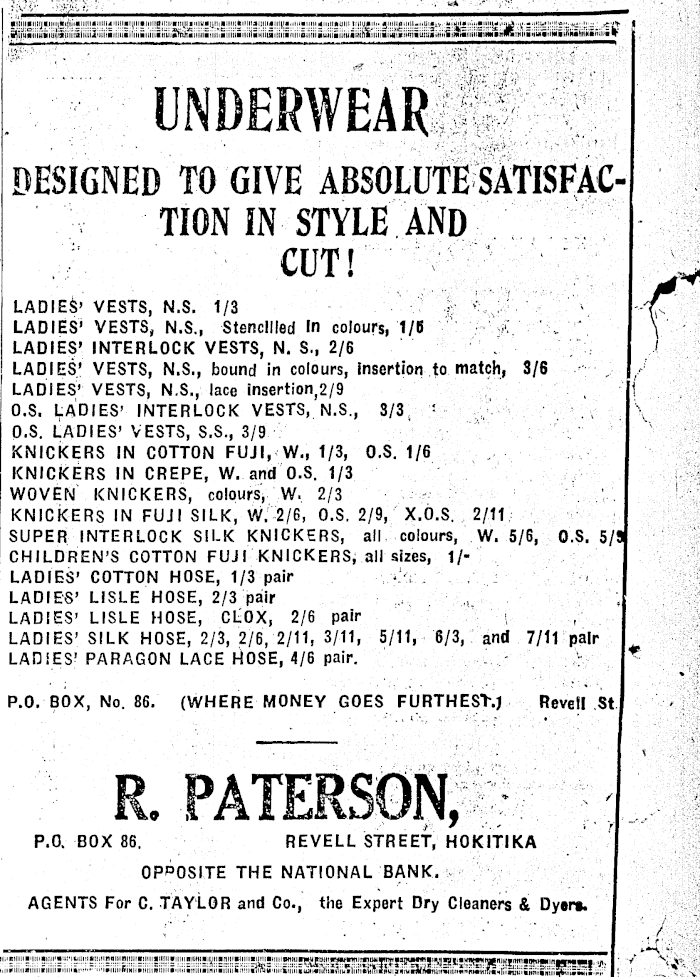 UNDERWEAR
DESIGNED TO GIVE ABSOLUTE SATISFAC-
TION IN STYLE AND
CUT!
LADIES' VESTS, N.S. 1/3
LADIES' VESTS, N.S., Stencilled in colours, 1/6
LADIES' INTERLOCK VESTS, N. S., 2/6
LADIES' VESTS, N.S., bound in colours, insertion to match, 3/6
LADIES' VESTS, N.S., lace insertion, 2/9
O.S. LADIES' INTERLOCK VESTS, N.S., 3/3
O.S. LADIES' VESTS, S.S., 3/9
KNICKERS IN COTTON FUJI, W., 1/3, O.S. 1/6
KNICKERS IN CREPE, W. and O.S. 1/3
WOVEN KNICKERS, colours, W. 2/3
KNICKERS IN FUJI SILK, W. 2/6, O.S. 2/9, X.O.S. 2/11
SUPER INTERLOCK SILK KNICKERS, all colours, W. 5/6, O.S.
CHILDREN'S COTTON FUJI KNICKERS, all sizes, 1/-
LADIES' COTTON HOSE, 1/3 pair
LADIES' LISLE HOSE, 2/3 pair
LADIES' LISLE HOSE, CLOX, 2/6 pair
LADIES' SILK HOSE, 2/3, 2/6, 2/11, 3/11, 5/11, 6/3, and 7/11 pair
LADIES' PARAGON LACE HOSE, 4/6 pair.
P.O. BOX, No. 86. (WHERE MONEY GOES FURTHEST.) Revell St.
R. PATERSON,
P.O. BOX 86. REVELL STREET, HOKITIKA
OPPOSITE THE NATIONAL BANK.
AGENTS For C. TAYLOR and Co., the Expert Dry Cleaners & Dyers.